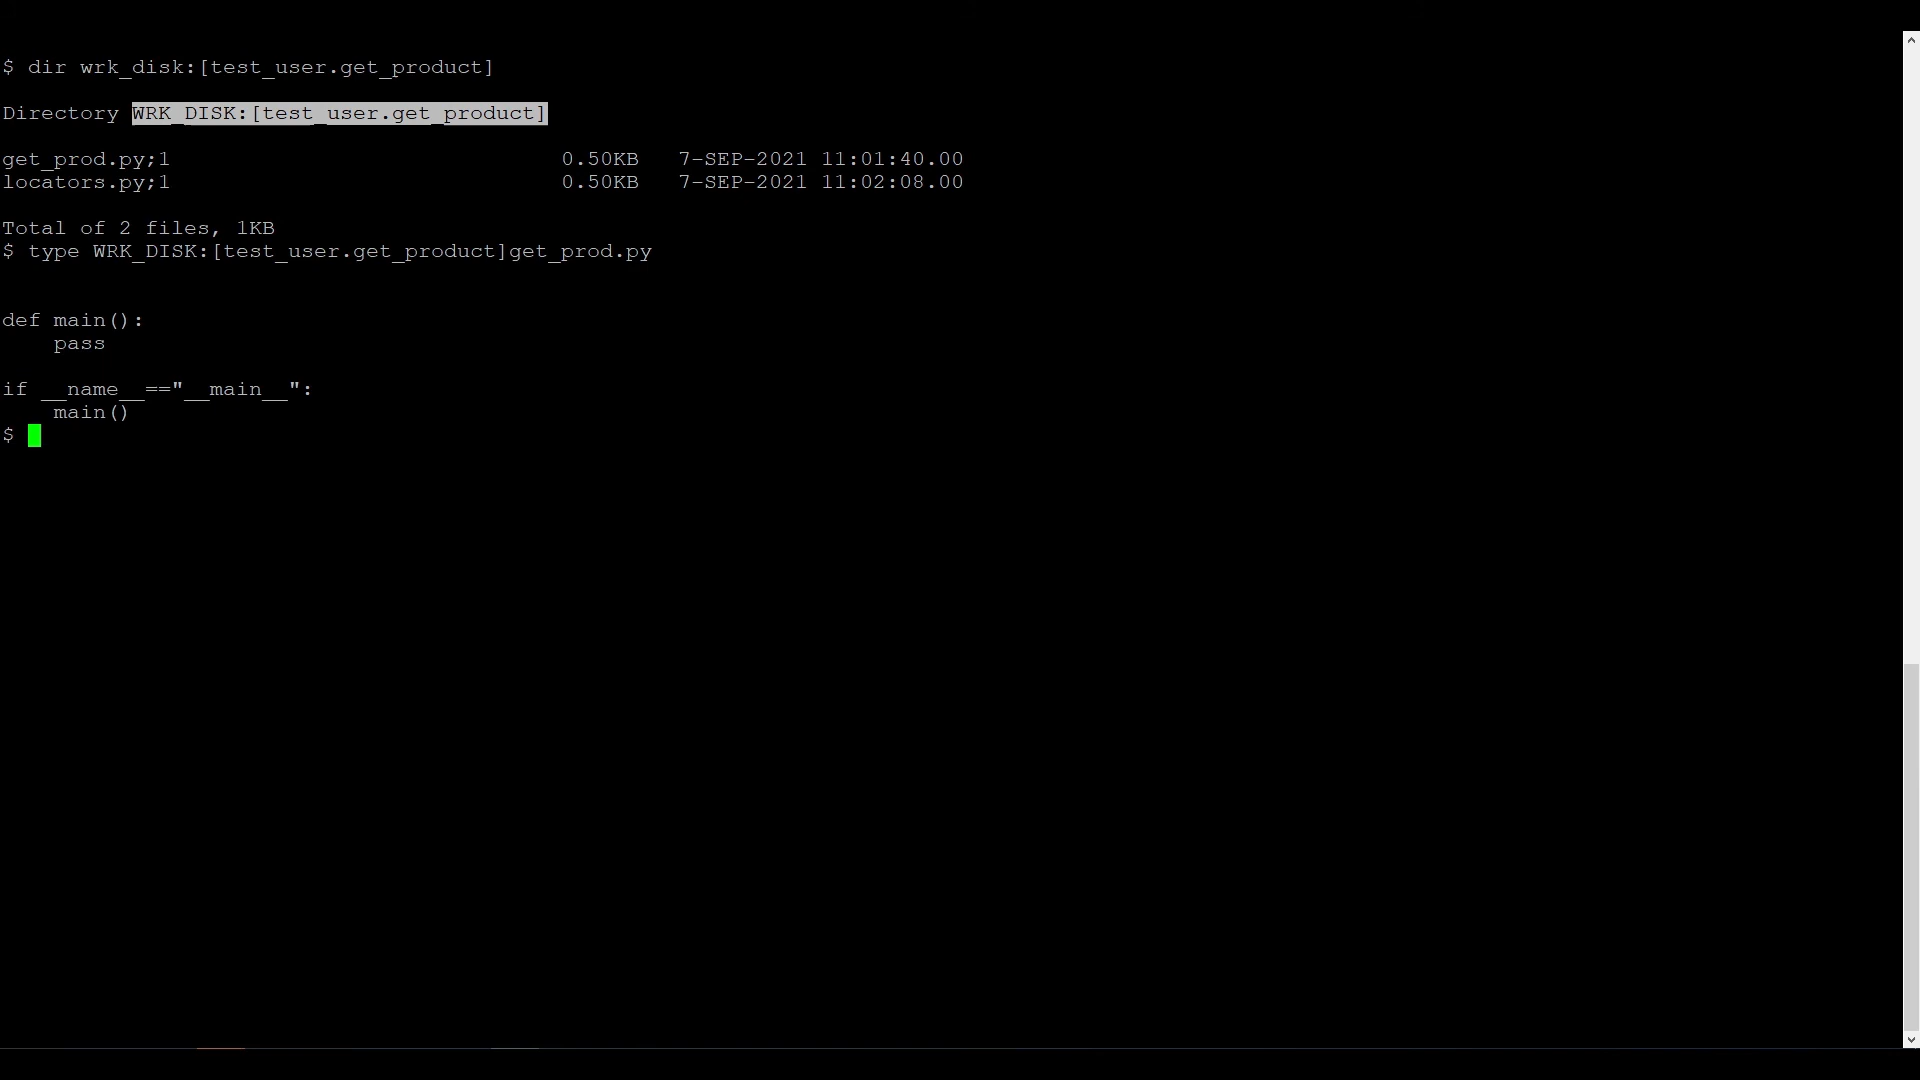 $ dir wrk_disk:[test_user.get_product]
Directory WRK_DISK:[test_user.get_product]
get_prod.py;1 0.50KB 7-SEP-2021 11:01:40.00
locators.py;1 0.50KB 7-SEP-2021 11:02:08.00
Total of 2 files, 1KB
$ type WRK_DISK:[test_user.get_product]get_prod.py
def main():
    pass
if __name__=="__main__":
    main()
$